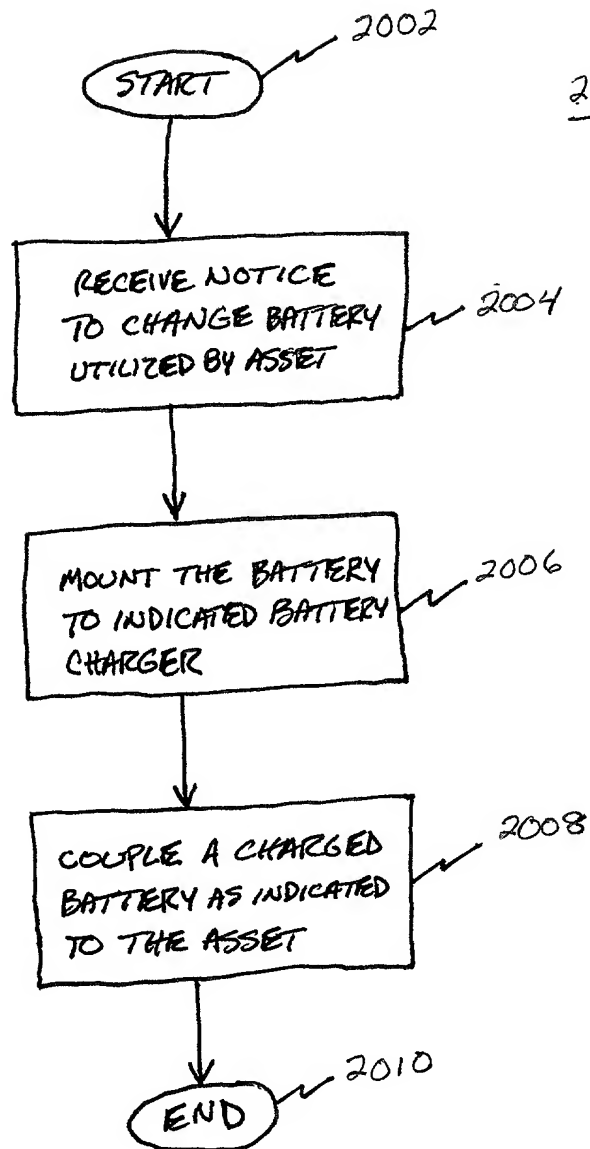 2002
START
RECEIVE NOTICE
TO CHANGE BATTERY
UTILIZED BY ASSET
2004
MOUNT THE BATTERY
TO INDICATED BATTERY
CHARGER
2006
COUPLE A CHARGED
BATTERY AS INDICATED
TO THE ASSET
2008
END
2010